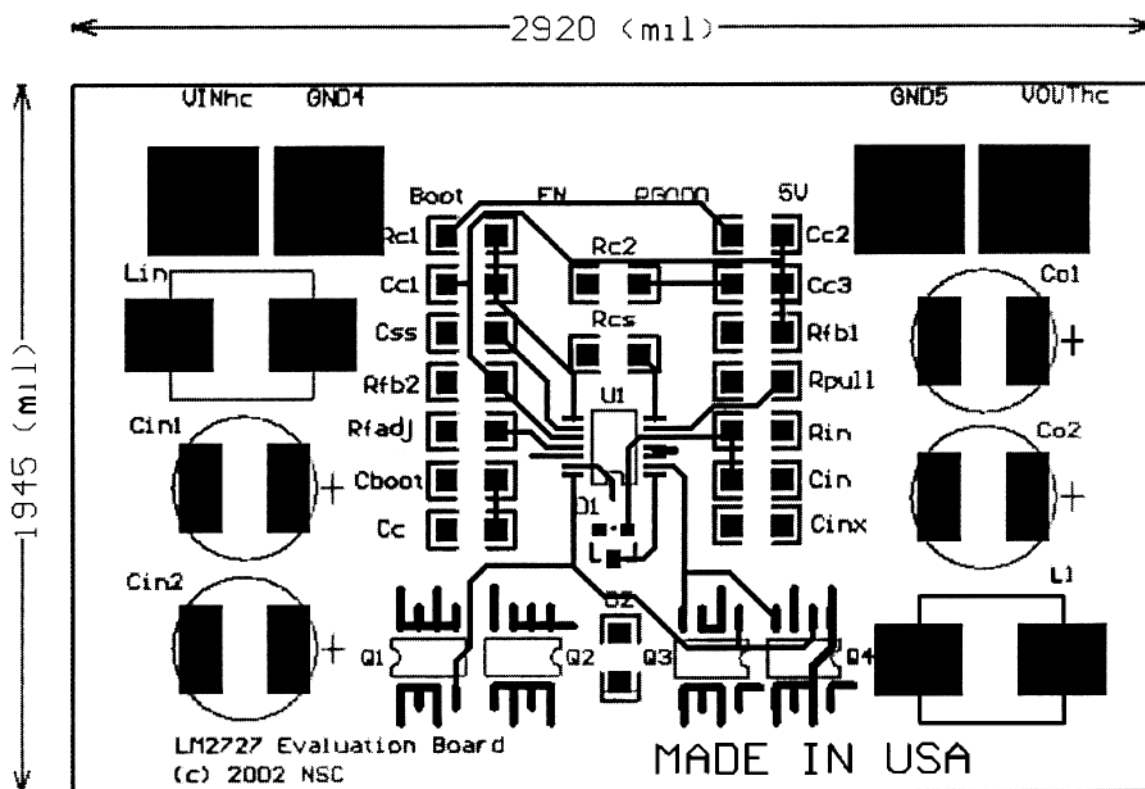 2920 (mil)
1945 (mil)
VINhc GND4 GND5 VOUThc
Boot EN PGOOD 5V
Rc1 Cc2
Rc2
Lin Cc1 Cc3 Co1
Css Rcs Rfb1
Rfb2 U1 Rpull
Cin1 Rfadj Rin Co2
Cboot Cin
D1
Cc Cinx
Cin2 L1
D2
Q1 Q2 Q3 Q4
LM2727 Evaluation Board
(c) 2002 NSC
MADE IN USA